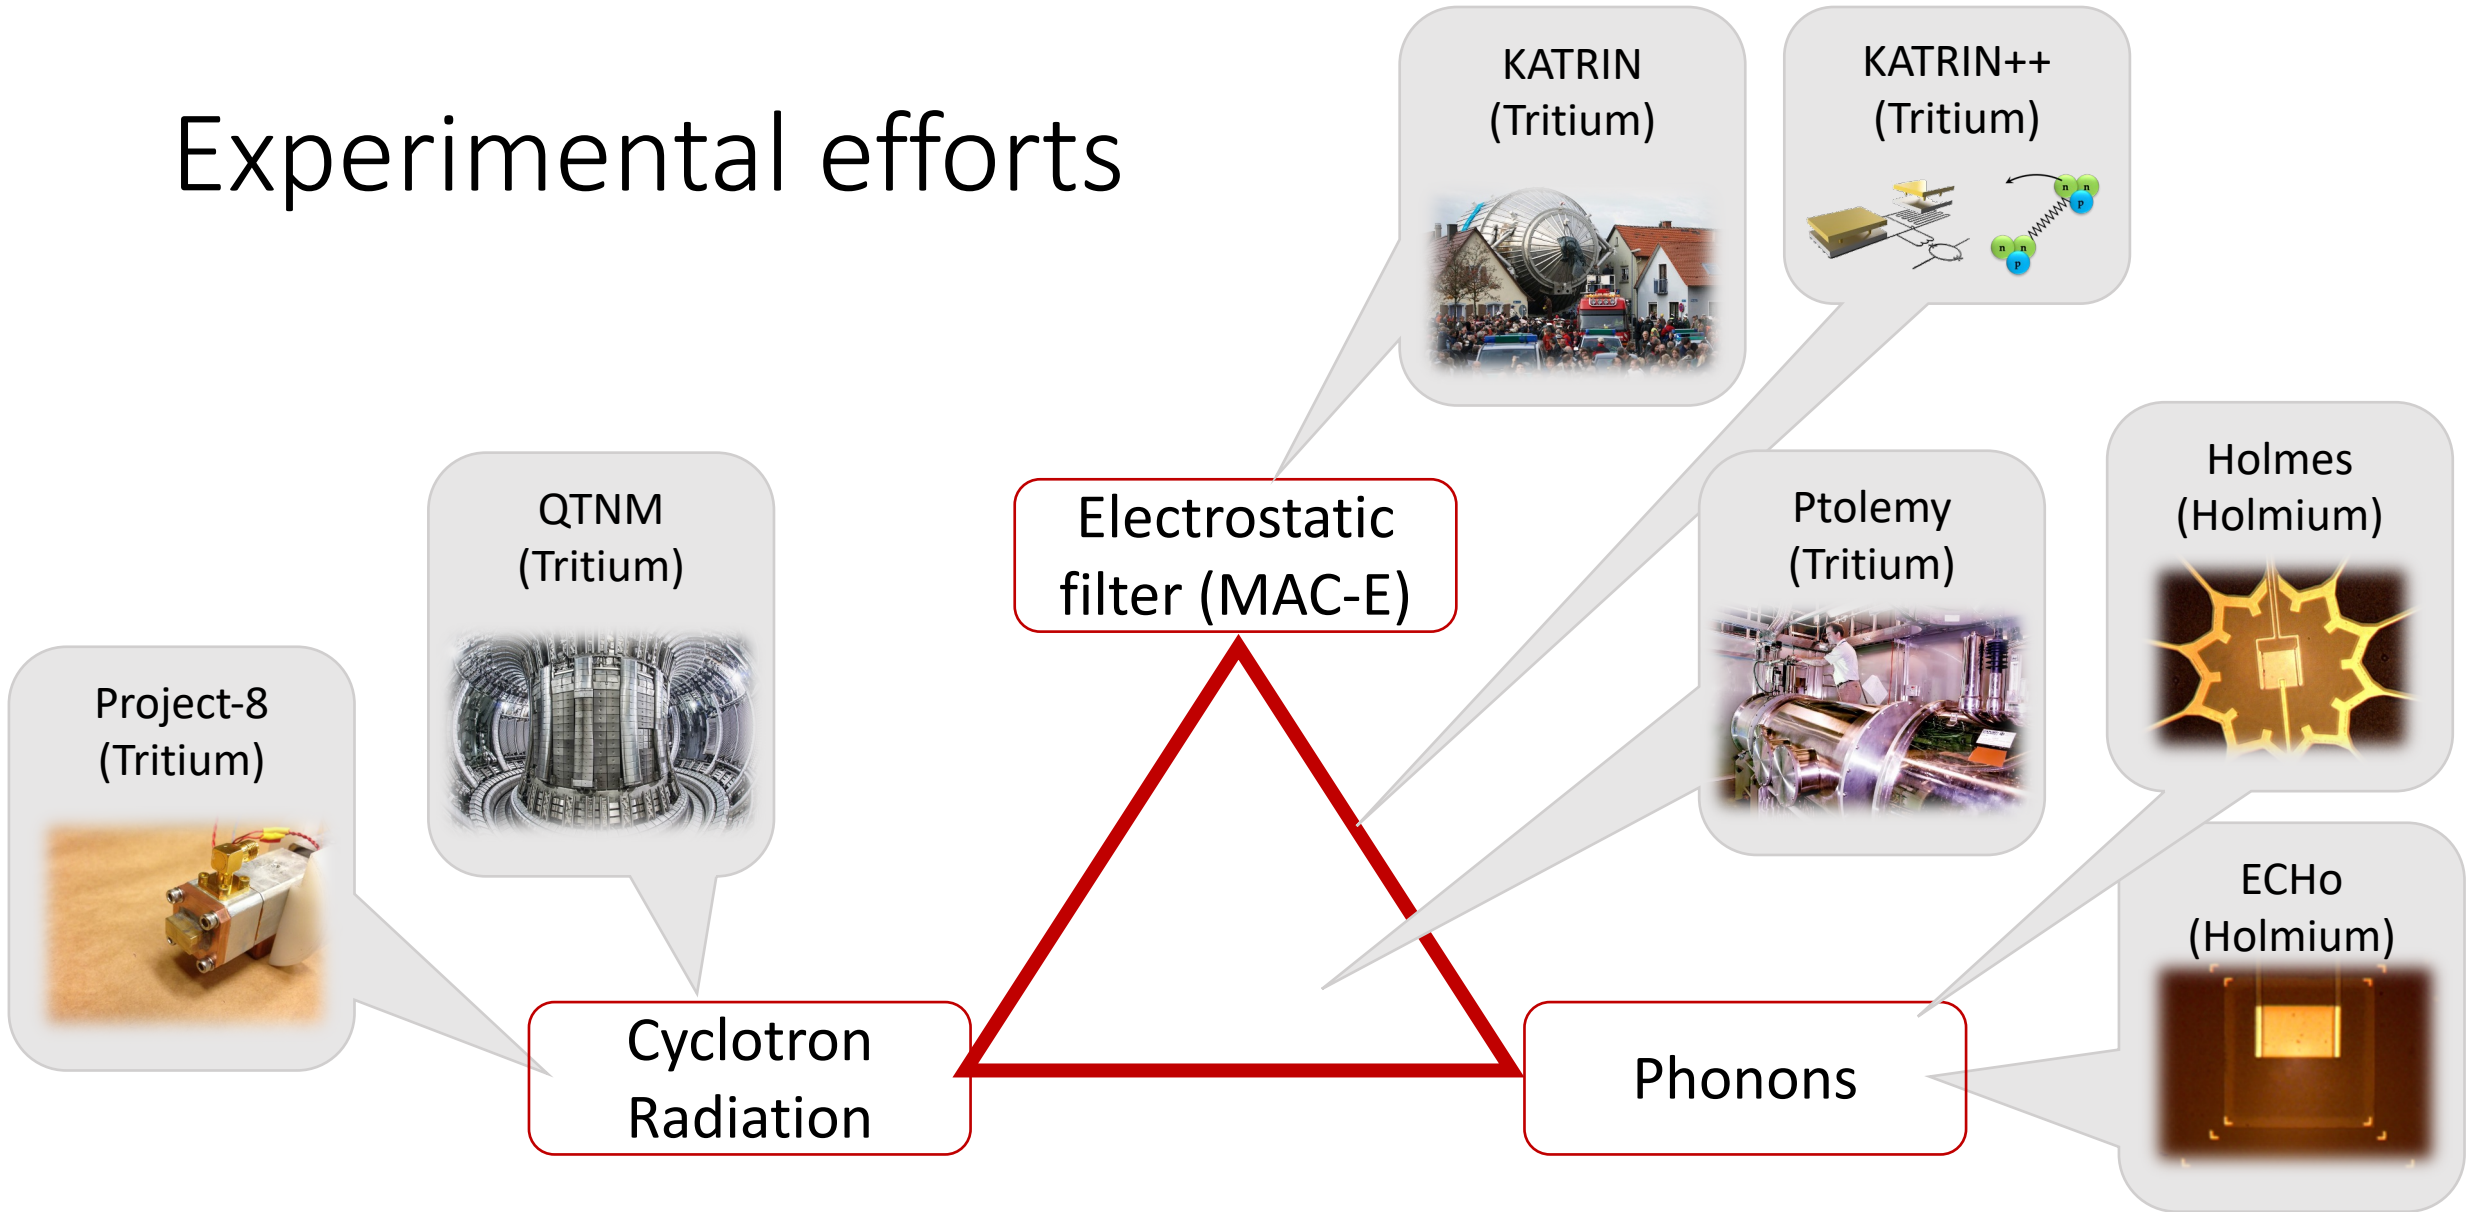 Experimental efforts
KATRIN
(Tritium)
KATRIN++
(Tritium)
n n
p
n n
p
QTNM
(Tritium)
Electrostatic
filter (MAC-E)
Ptolemy
(Tritium)
Holmes
(Holmium)
Project-8
(Tritium)
ECHo
(Holmium)
Cyclotron
Radiation
Phonons